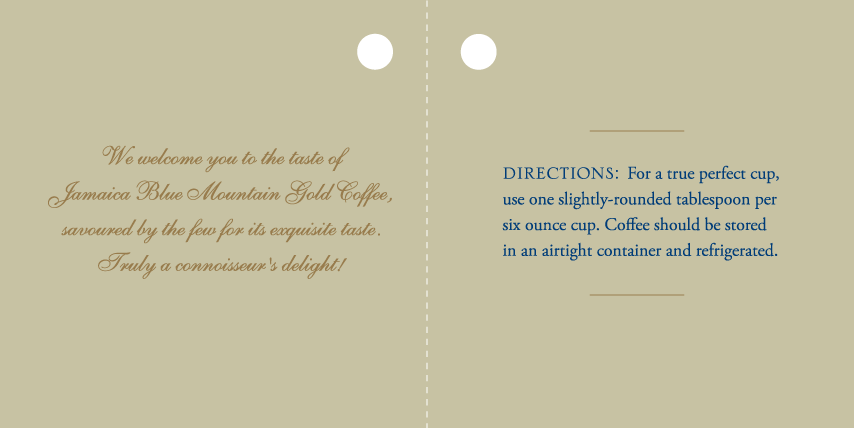 We welcome you to the taste of
Jamaica Blue Mountain Gold Coffee,
savoured by the few for its exquisite taste.
Truly a connoisseur's delight!
DIRECTIONS: For a true perfect cup,
use one slightly-rounded tablespoon per
six ounce cup. Coffee should be stored
in an airtight container and refrigerated.